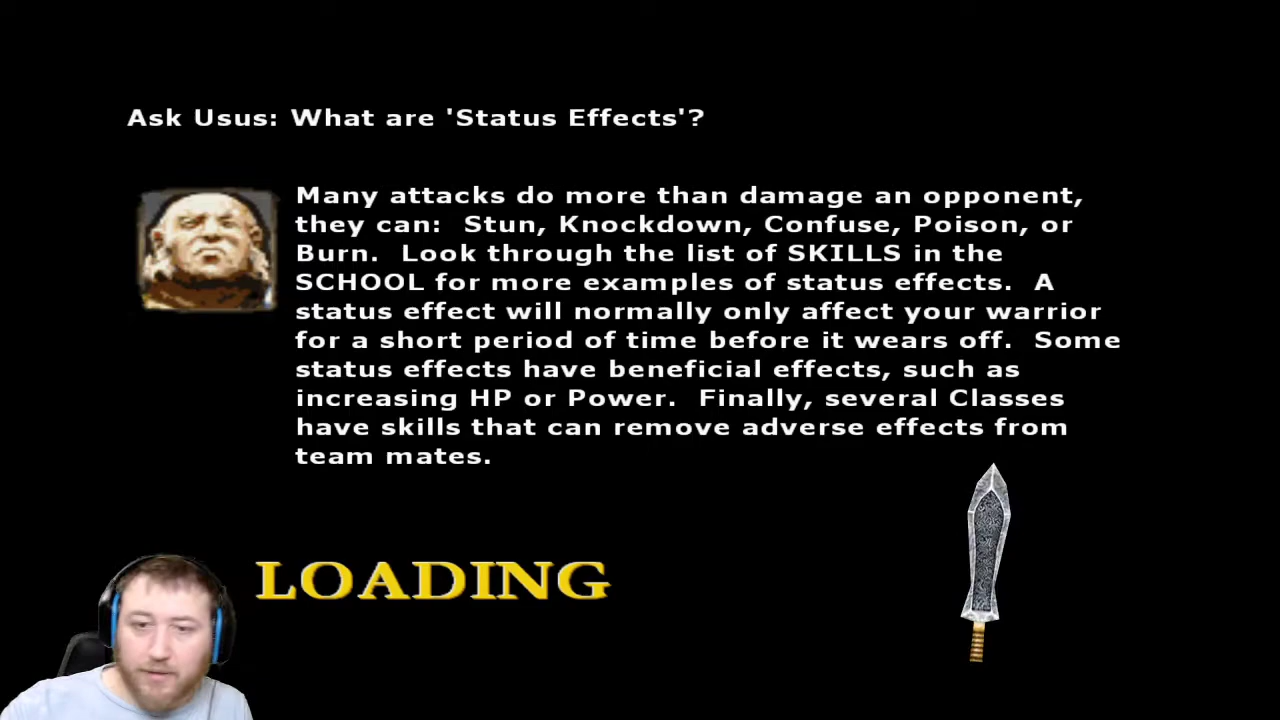 Ask Usus: What are 'Status Effects'?
Many attacks do more than damage an opponent,
they can:  Stun, Knockdown, Confuse, Poison, or
Burn.  Look through the list of SKILLS in the
SCHOOL for more examples of status effects.  A
status effect will normally only affect your warrior
for a short period of time before it wears off.  Some
status effects have beneficial effects, such as
increasing HP or Power.  Finally, several Classes
have skills that can remove adverse effects from
team mates.
LOADING